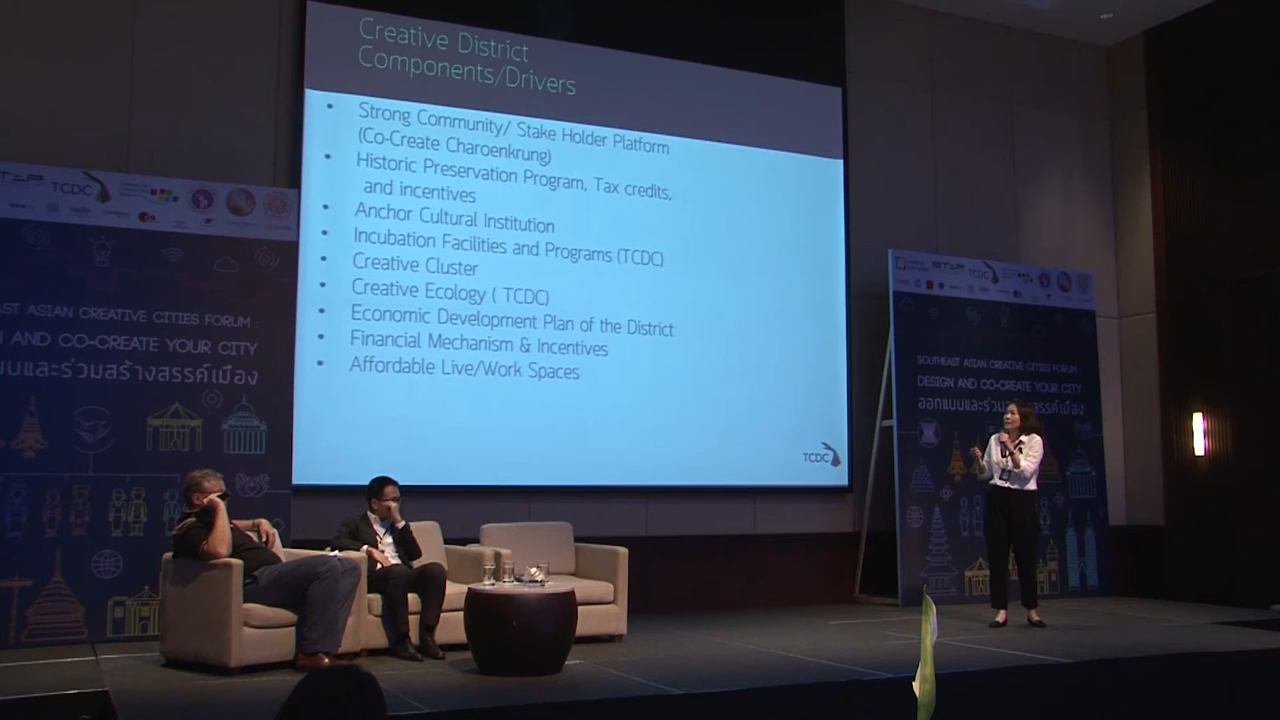 Creative District
Components/Drivers
• Strong Community/ Stake Holder Platform
(Co-Create Charoenkrung)
• Historic Preservation Program, Tax credits,
and incentives
• Anchor Cultural Institution
• Incubation Facilities and Programs (TCDC)
• Creative Cluster
• Creative Ecology ( TCDC)
• Economic Development Plan of the District
• Financial Mechanism & Incentives
• Affordable Live/Work Spaces
TCDC
TCDC
ASIAN CREATIVE CITIES FORUM :
AND CO-CREATE YOUR CITY
และร่วมสร้างสรรค์เมือง
TCDC
SOUTHEAST ASIAN CREATIVE CITIES FORUM :
DESIGN AND CO-CREATE YOUR CITY
ออกแบบและร่วมสร้างสรรค์เมือง